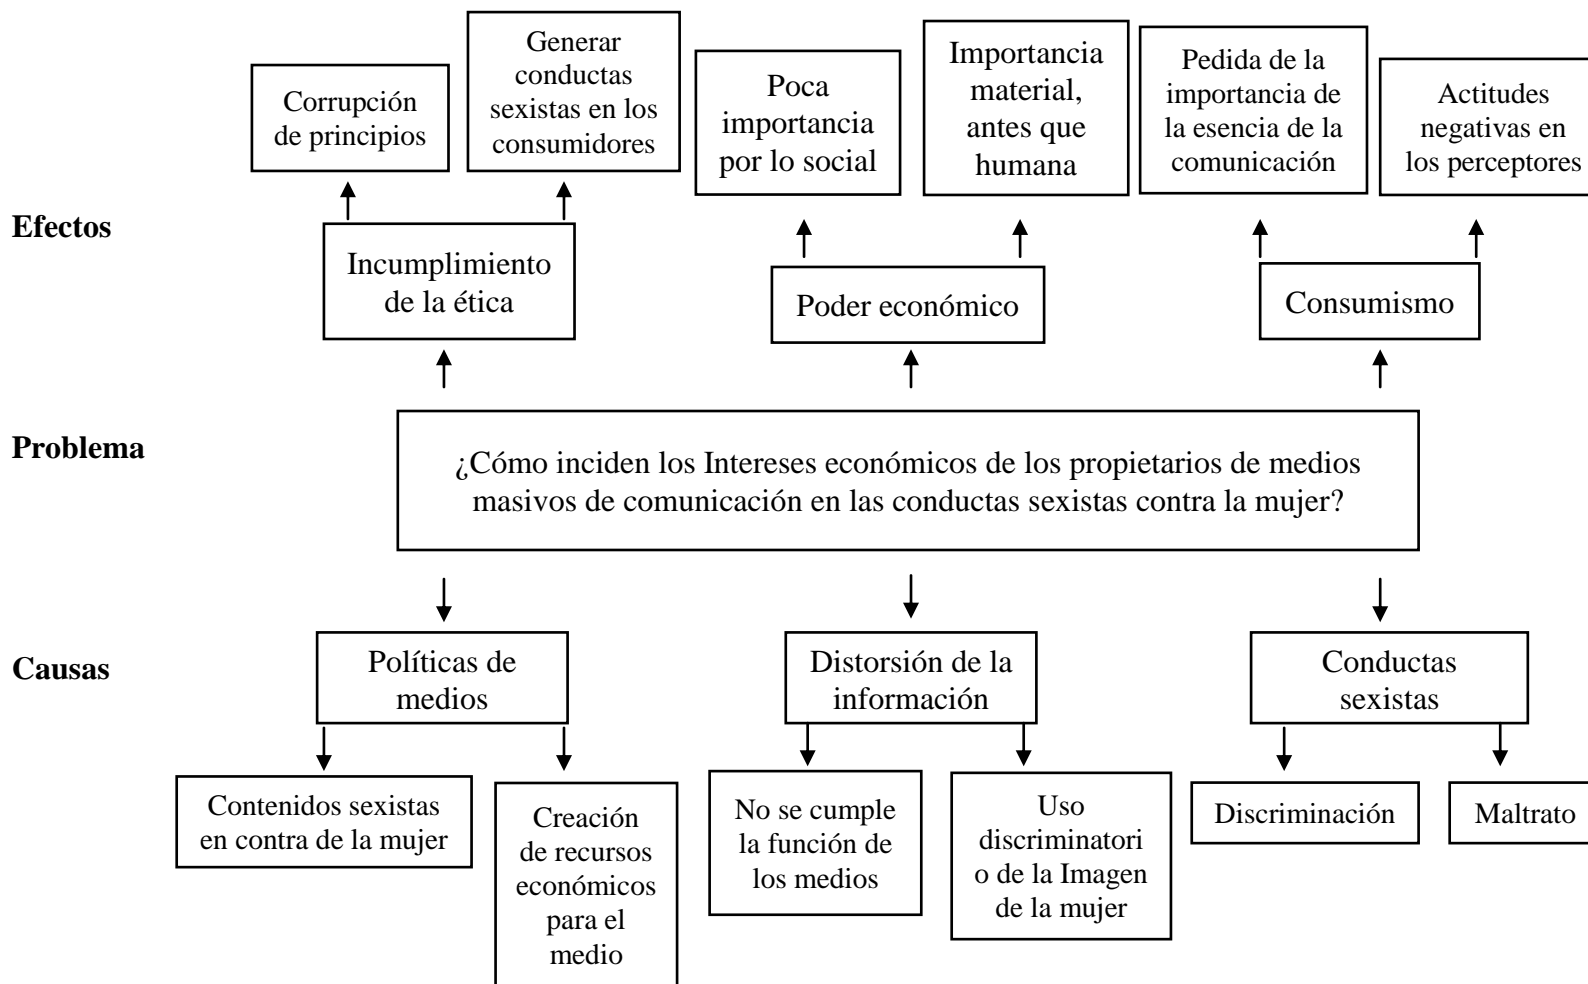 Corrupción
de principios
Generar
conductas
sexistas en los
consumidores
Poca
importancia
por lo social
Importancia
material,
antes que
humana
Pedida de la
importancia de
la esencia de la
comunicación
Actitudes
negativas en
los perceptores
Efectos
Incumplimiento
de la ética
Poder económico
Consumismo
Problema
¿Cómo inciden los Intereses económicos de los propietarios de medios
masivos de comunicación en las conductas sexistas contra la mujer?
Causas
Políticas de
medios
Distorsión de la
información
Conductas
sexistas
Contenidos sexistas
en contra de la mujer
Creación
de recursos
económicos
para el
medio
No se cumple
la función de
los medios
Uso
discriminatori
o de la Imagen
de la mujer
Discriminación
Maltrato